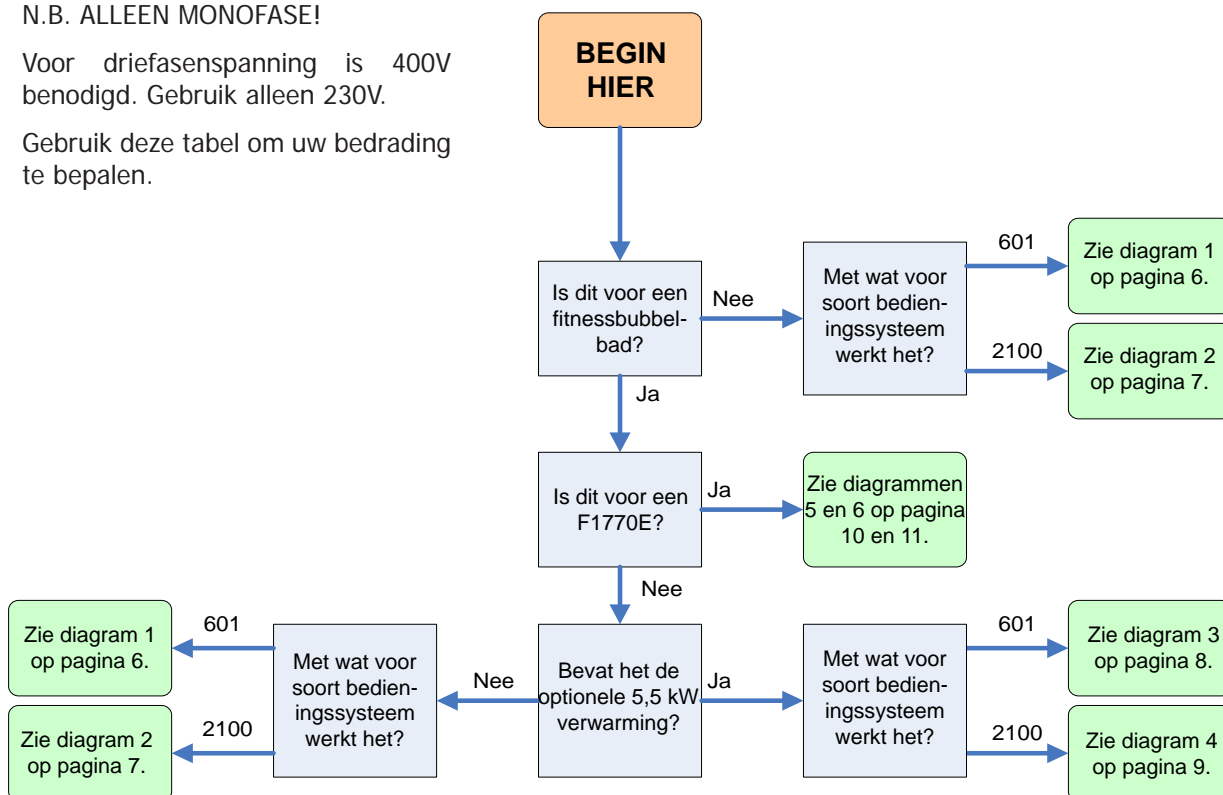 N.B. ALLEEN MONOFASE!
Voor driefasenspanning is 400V
benodigd. Gebruik alleen 230V.
Gebruik deze tabel om uw bedrading
te bepalen.
BEGIN
HIER
Is dit voor een
fitnessbubbel-
bad?
Nee
Met wat voor
soort bedien-
ingssysteem
werkt het?
601
Zie diagram 1
op pagina 6.
2100
Zie diagram 2
op pagina 7.
Ja
Is dit voor een
F1770E?
Ja
Zie diagrammen
5 en 6 op pagina
10 en 11.
Nee
Bevat het de
optionele 5,5 kW
verwarming?
Nee
Met wat voor
soort bedien-
ingssysteem
werkt het?
601
Zie diagram 1
op pagina 6.
2100
Zie diagram 2
op pagina 7.
Ja
Met wat voor
soort bedien-
ingssysteem
werkt het?
601
Zie diagram 3
op pagina 8.
2100
Zie diagram 4
op pagina 9.